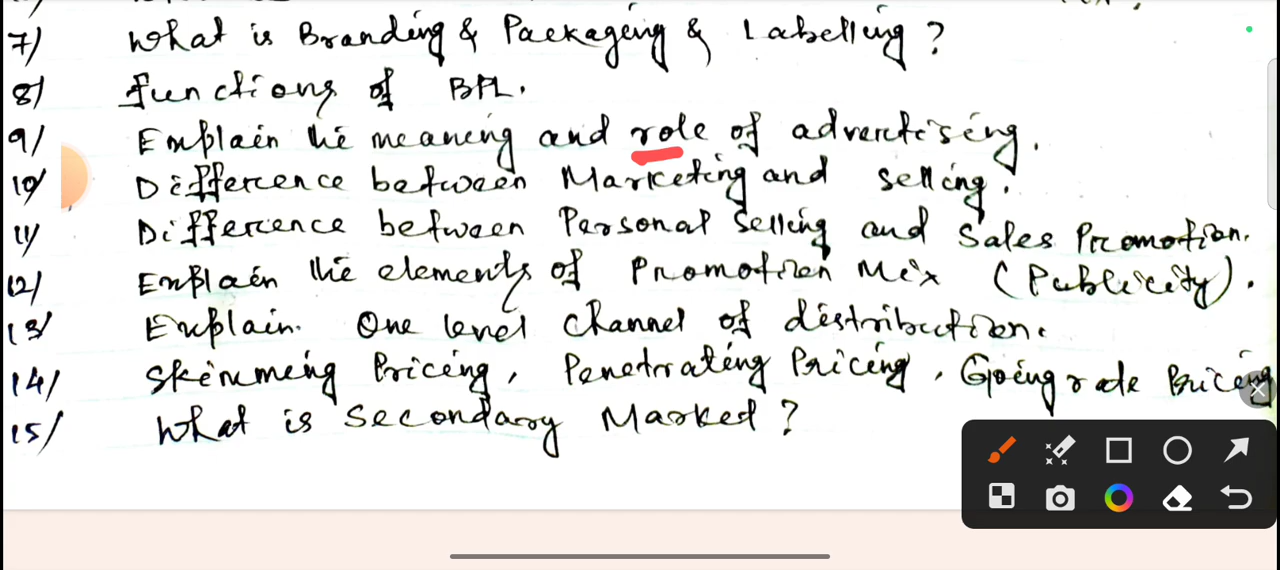 7/ What is Branding & Packageing & Labelling ?
8/ Functions of BPL.
9/ Explain the meaning and role of advertising.
10/ Difference between Marketing and selling.
11/ Difference between Personal Selling and Sales Promotion.
12/ Explain the elements of Promotion Mix (Publicity).
13/ Explain. One level Channel of distribution.
14/ Skimming Pricing, Penetrating Pricing, Going rate Pricing
15/ What is Secondary Market ?